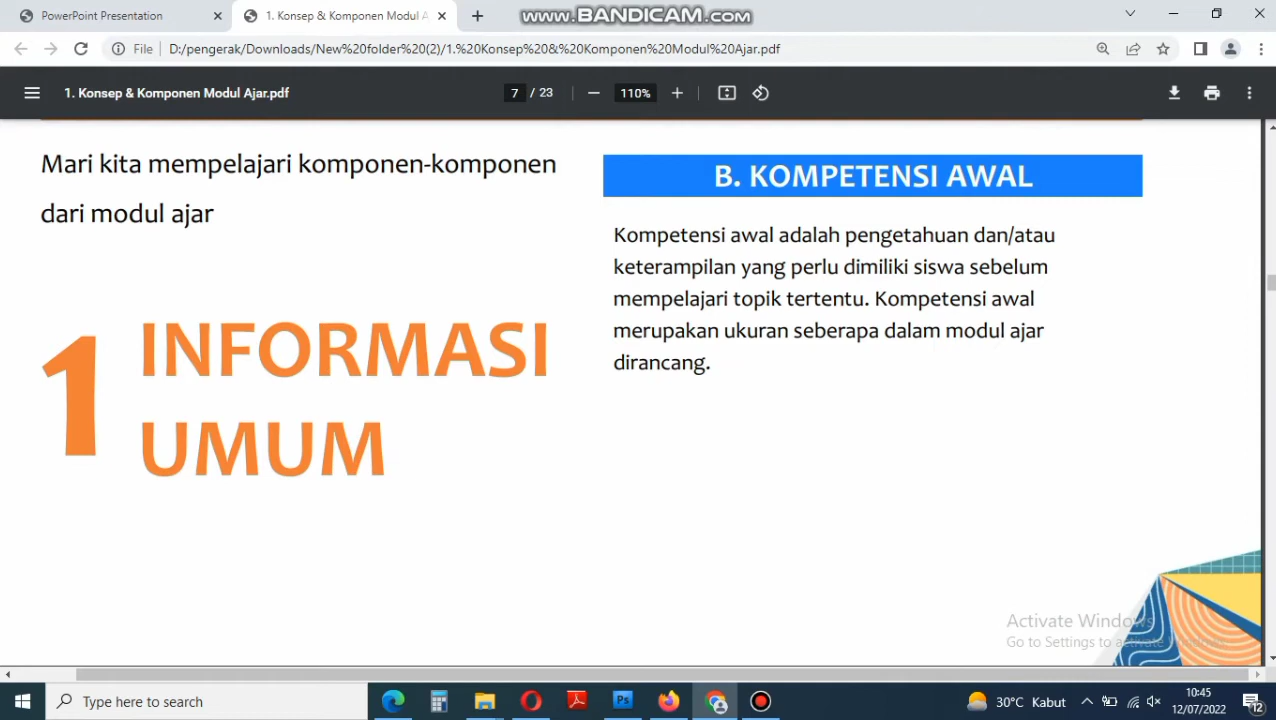 PowerPoint Presentation
1. Konsep & Komponen Modul A
www.BANDICAM.com
File
D:/pengerak/Downloads/New%20folder%20(2)/1.%20Konsep%20&%20Komponen%20Modul%20Ajar.pdf
1. Konsep & Komponen Modul Ajar.pdf
7 / 23
110%
Mari kita mempelajari komponen-komponen
dari modul ajar
1 INFORMASI
UMUM
B. KOMPETENSI AWAL
Kompetensi awal adalah pengetahuan dan/atau
keterampilan yang perlu dimiliki siswa sebelum
mempelajari topik tertentu. Kompetensi awal
merupakan ukuran seberapa dalam modul ajar
dirancang.
Activate Windows
Go to Settings to activate Windows.
Type here to search
Ps
30°C Kabut
10:45
12/07/2022
12